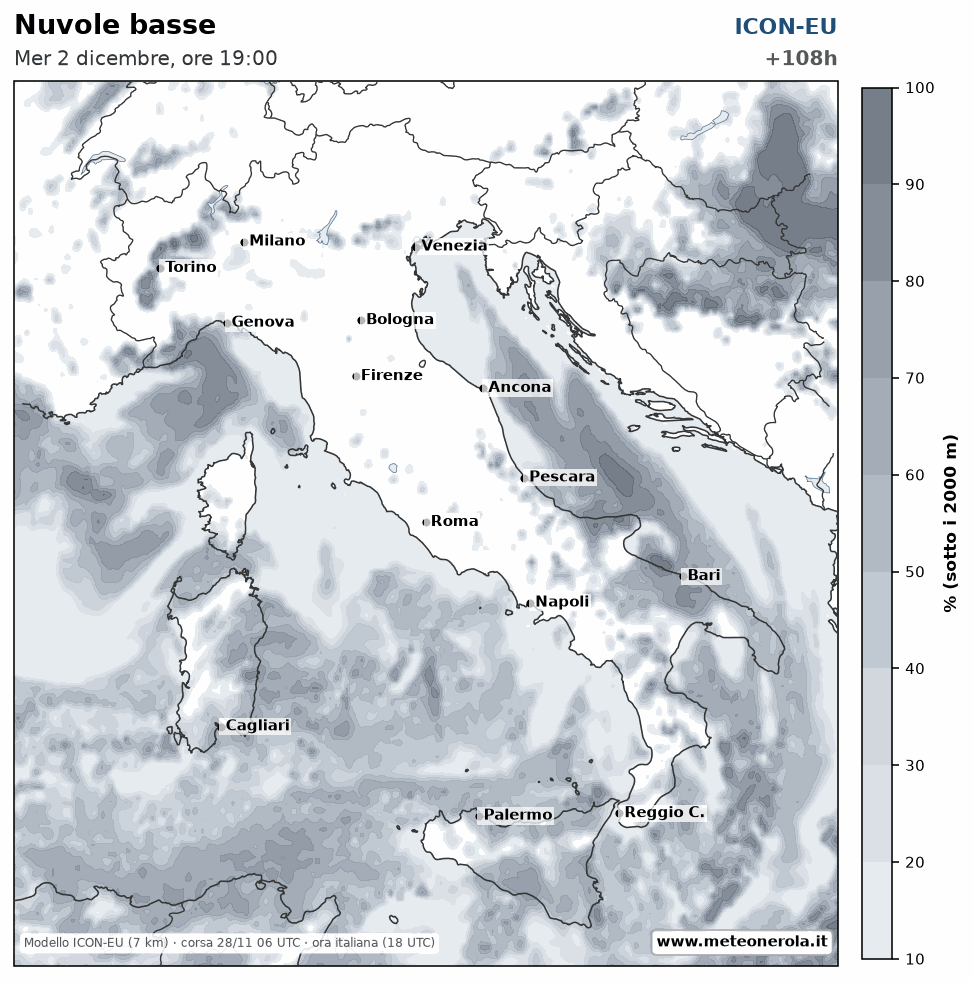 Nuvole basse
ICON-EU
Mer 2 dicembre, ore 19:00
+108h
Milano
Venezia
Torino
Genova
Bologna
Firenze
Ancona
Pescara
Roma
Bari
Napoli
Cagliari
Palermo
Reggio C.
100
90
80
70
60
50
40
30
20
10
% (sotto i 2000 m)
Modello ICON-EU (7 km) · corsa 28/11 06 UTC · ora italiana (18 UTC)
www.meteonerola.it